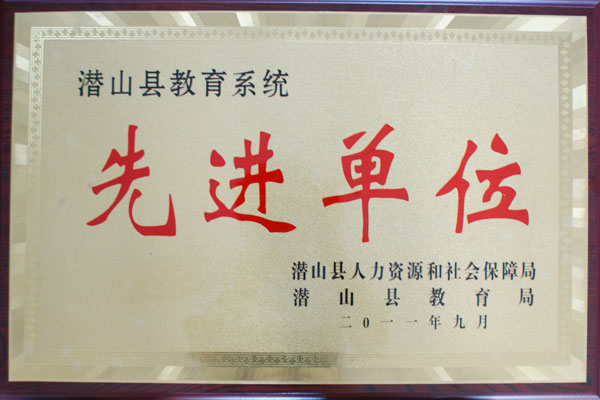 潜山县教育系统
先进单位
潜山县人力资源和社会保障局
潜山县教育局
二〇一一年九月